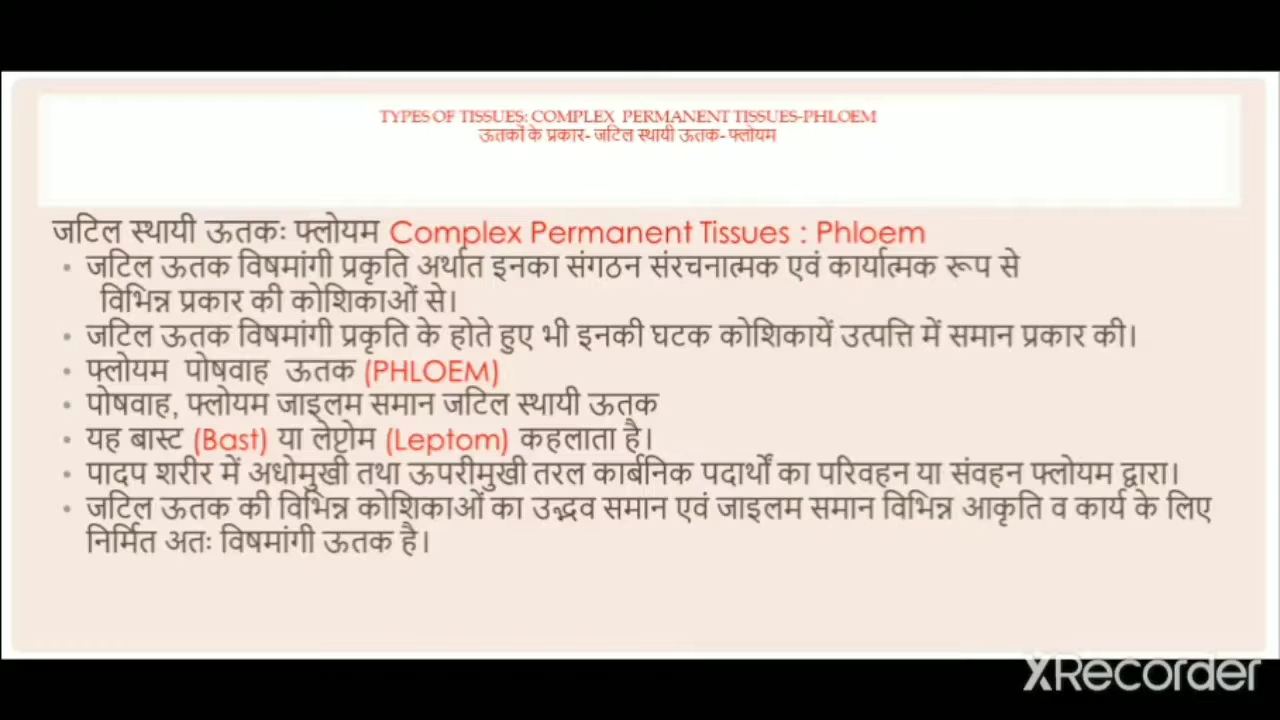 TYPES OF TISSUES: COMPLEX PERMANENT TISSUES-PHLOEM
ऊतकों के प्रकार- जटिल स्थायी ऊतक- फ्लोयम
जटिल स्थायी ऊतकः फ्लोयम Complex Permanent Tissues : Phloem
• जटिल ऊतक विषमांगी प्रकृति अर्थात इनका संगठन संरचनात्मक एवं कार्यात्मक रूप से
विभिन्न प्रकार की कोशिकाओं से।
• जटिल ऊतक विषमांगी प्रकृति के होते हुए भी इनकी घटक कोशिकायें उत्पत्ति में समान प्रकार की।
• फ्लोयम पोषवाह ऊतक (PHLOEM)
• पोषवाह, फ्लोयम जाइलम समान जटिल स्थायी ऊतक
• यह बास्ट (Bast) या लेप्टोम (Leptom) कहलाता है।
• पादप शरीर में अधोमुखी तथा ऊपरीमुखी तरल कार्बनिक पदार्थों का परिवहन या संवहन फ्लोयम द्वारा।
• जटिल ऊतक की विभिन्न कोशिकाओं का उद्भव समान एवं जाइलम समान विभिन्न आकृति व कार्य के लिए
निर्मित अतः विषमांगी ऊतक है।
XRecorder